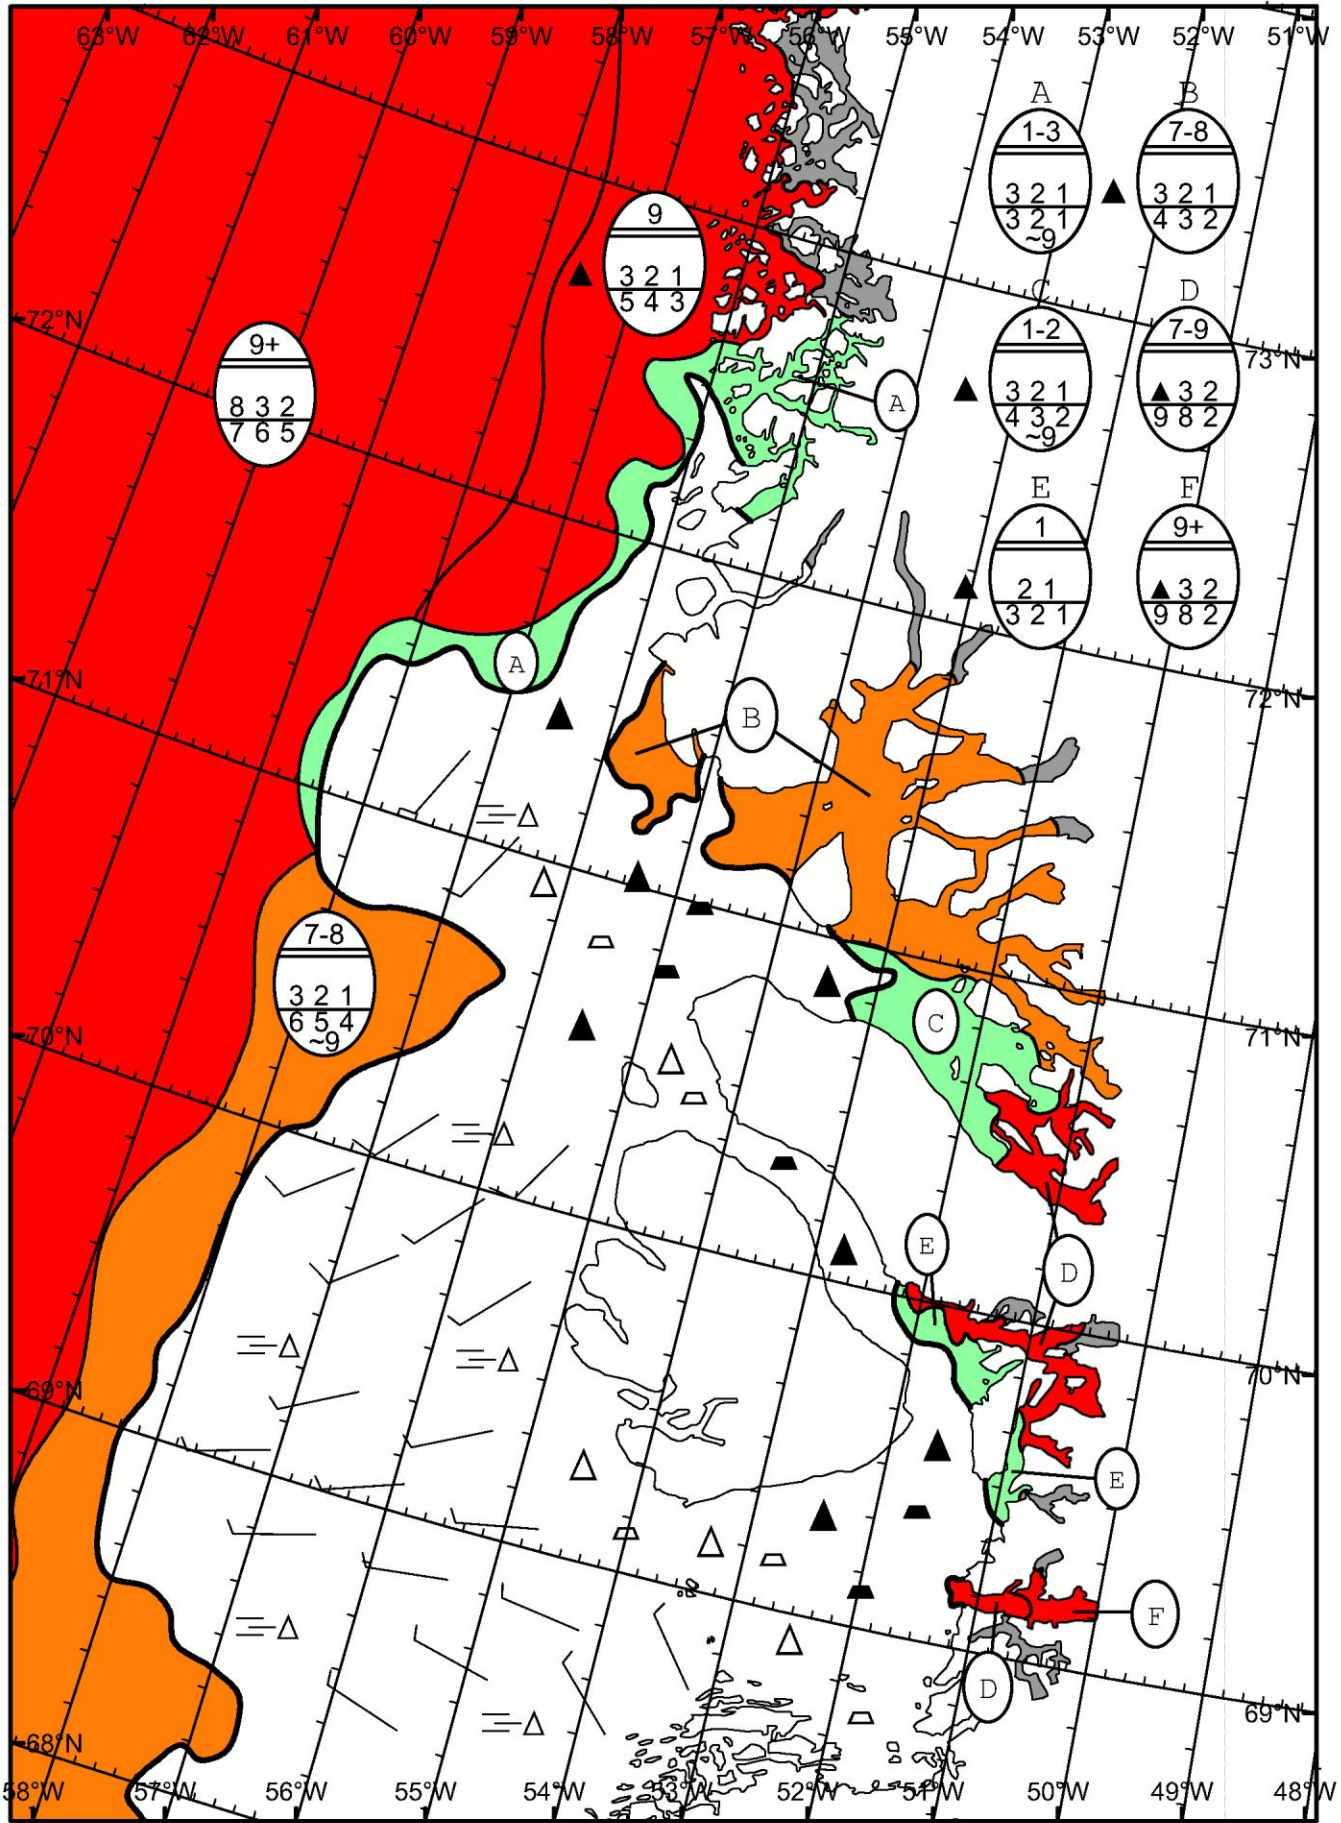 63°W 62°W 61°W 60°W 59°W 58°W 57°W 56°W 55°W 54°W 53°W 52°W 51°W
A B
1-3 7-8
3 2 1 3 2 1
3 2 1 4 3 2
~9
9
3 2 1
5 4 3
C D
72°N
1-2 7-9
9+
73°N
3 2 1 3 2
4 3 2 9 8 2
~9
8 3 2
7 6 5
A
E F
1 9+
2 1 3 2
3 2 1 9 8 2
A
71°N
72°N
B
7-8
3 2 1
6 5 4
~9
C
70°N
71°N
E
D
70°N
69°N
E
F
D
69°N
68°N
58°W 57°W 56°W 55°W 54°W 53°W 52°W 51°W 50°W 49°W 48°W